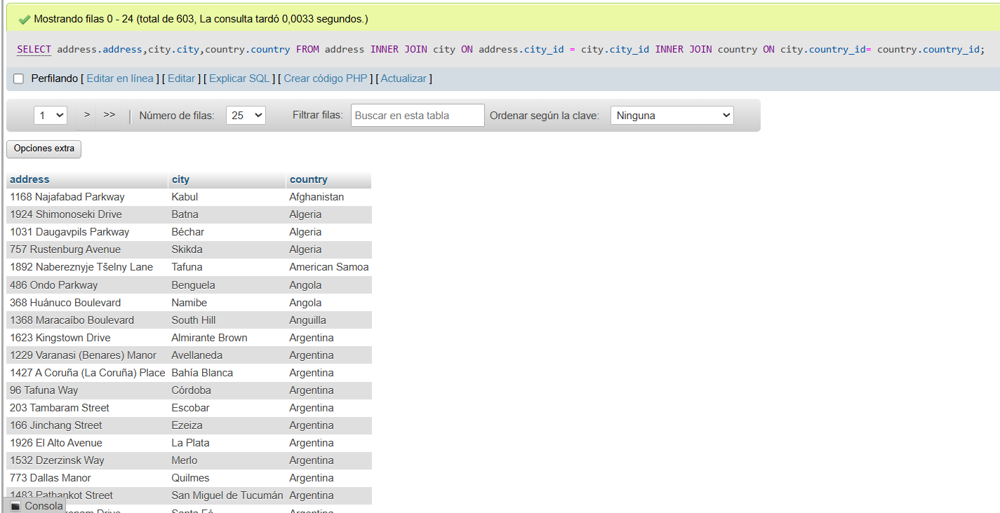 Mostrando filas 0 - 24 (total de 603, La consulta tardó 0,0033 segundos.)
SELECT address.address,city.city,country.country FROM address INNER JOIN city ON address.city_id = city.city_id INNER JOIN country ON city.country_id= country.country_id;
Perfilando [ Editar en línea ] [ Editar ] [ Explicar SQL ] [ Crear código PHP ] [ Actualizar ]
1 > >> | Número de filas: 25 Filtrar filas: Buscar en esta tabla Ordenar según la clave: Ninguna
Opciones extra
address city country
1168 Najafabad Parkway Kabul Afghanistan
1924 Shimonoseki Drive Batna Algeria
1031 Daugavpils Parkway Béchar Algeria
757 Rustenburg Avenue Skikda Algeria
1892 Nabereznyje Tšelny Lane Tafuna American Samoa
486 Ondo Parkway Benguela Angola
368 Huánuco Boulevard Namibe Angola
1368 Maracaíbo Boulevard South Hill Anguilla
1623 Kingstown Drive Almirante Brown Argentina
1229 Varanasi (Benares) Manor Avellaneda Argentina
1427 A Coruña (La Coruña) Place Bahía Blanca Argentina
96 Tafuna Way Córdoba Argentina
203 Tambaram Street Escobar Argentina
166 Jinchang Street Ezeiza Argentina
1926 El Alto Avenue La Plata Argentina
1532 Dzerzinsk Way Merlo Argentina
773 Dallas Manor Quilmes Argentina
1483 Pathankot Street San Miguel de Tucumán Argentina
Consola
Drive Santa Fé Argentina